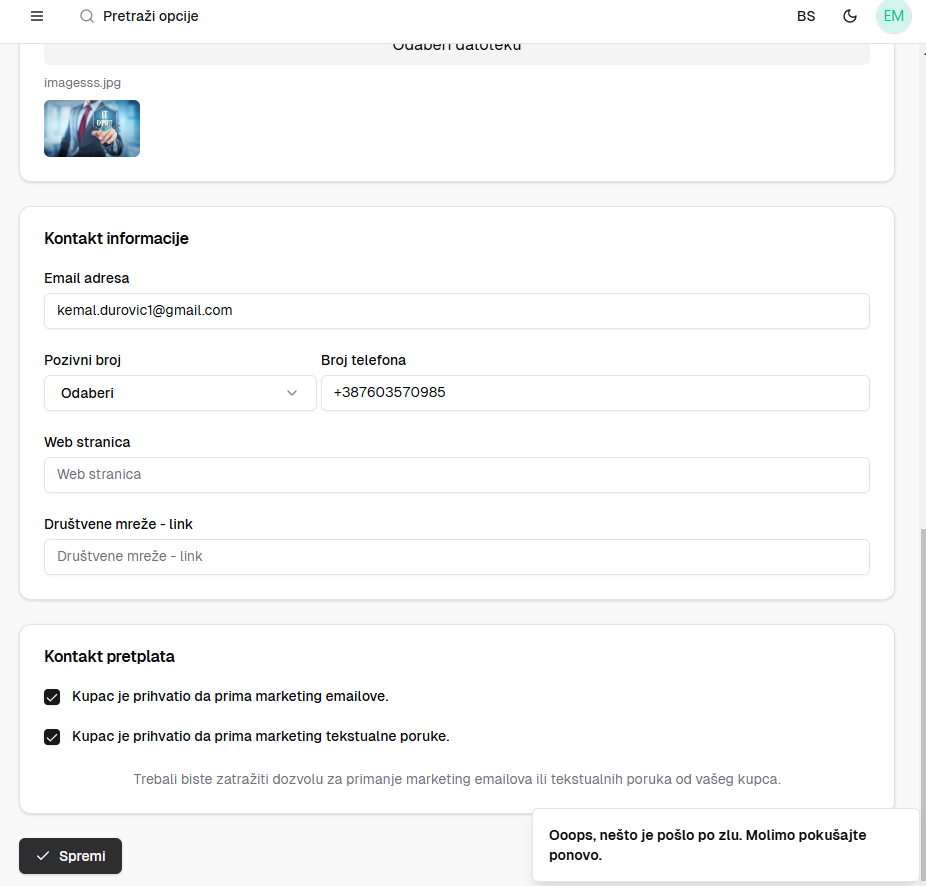 Pretraži opcije
BS
EM
Odaberi datoteku
imagesss.jpg
IT
EXPERT
Kontakt informacije
Email adresa
kemal.durovic1@gmail.com
Pozivni broj
Broj telefona
Odaberi
+387603570985
Web stranica
Web stranica
Društvene mreže - link
Društvene mreže - link
Kontakt pretplata
Kupac je prihvatio da prima marketing emailove.
Kupac je prihvatio da prima marketing tekstualne poruke.
Trebali biste zatražiti dozvolu za primanje marketing emailova ili tekstualnih poruka od vašeg kupca.
Spremi
Ooops, nešto je pošlo po zlu. Molimo pokušajte
ponovo.